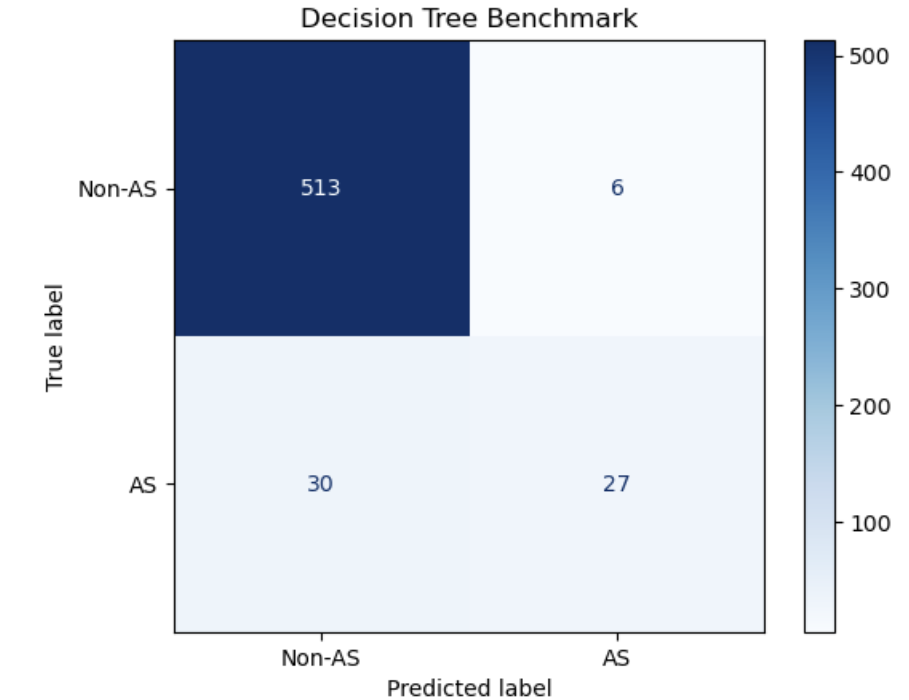 Decision Tree Benchmark
Non-AS
AS
True label
513
6
30
27
Non-AS
AS
Predicted label
500
400
300
200
100